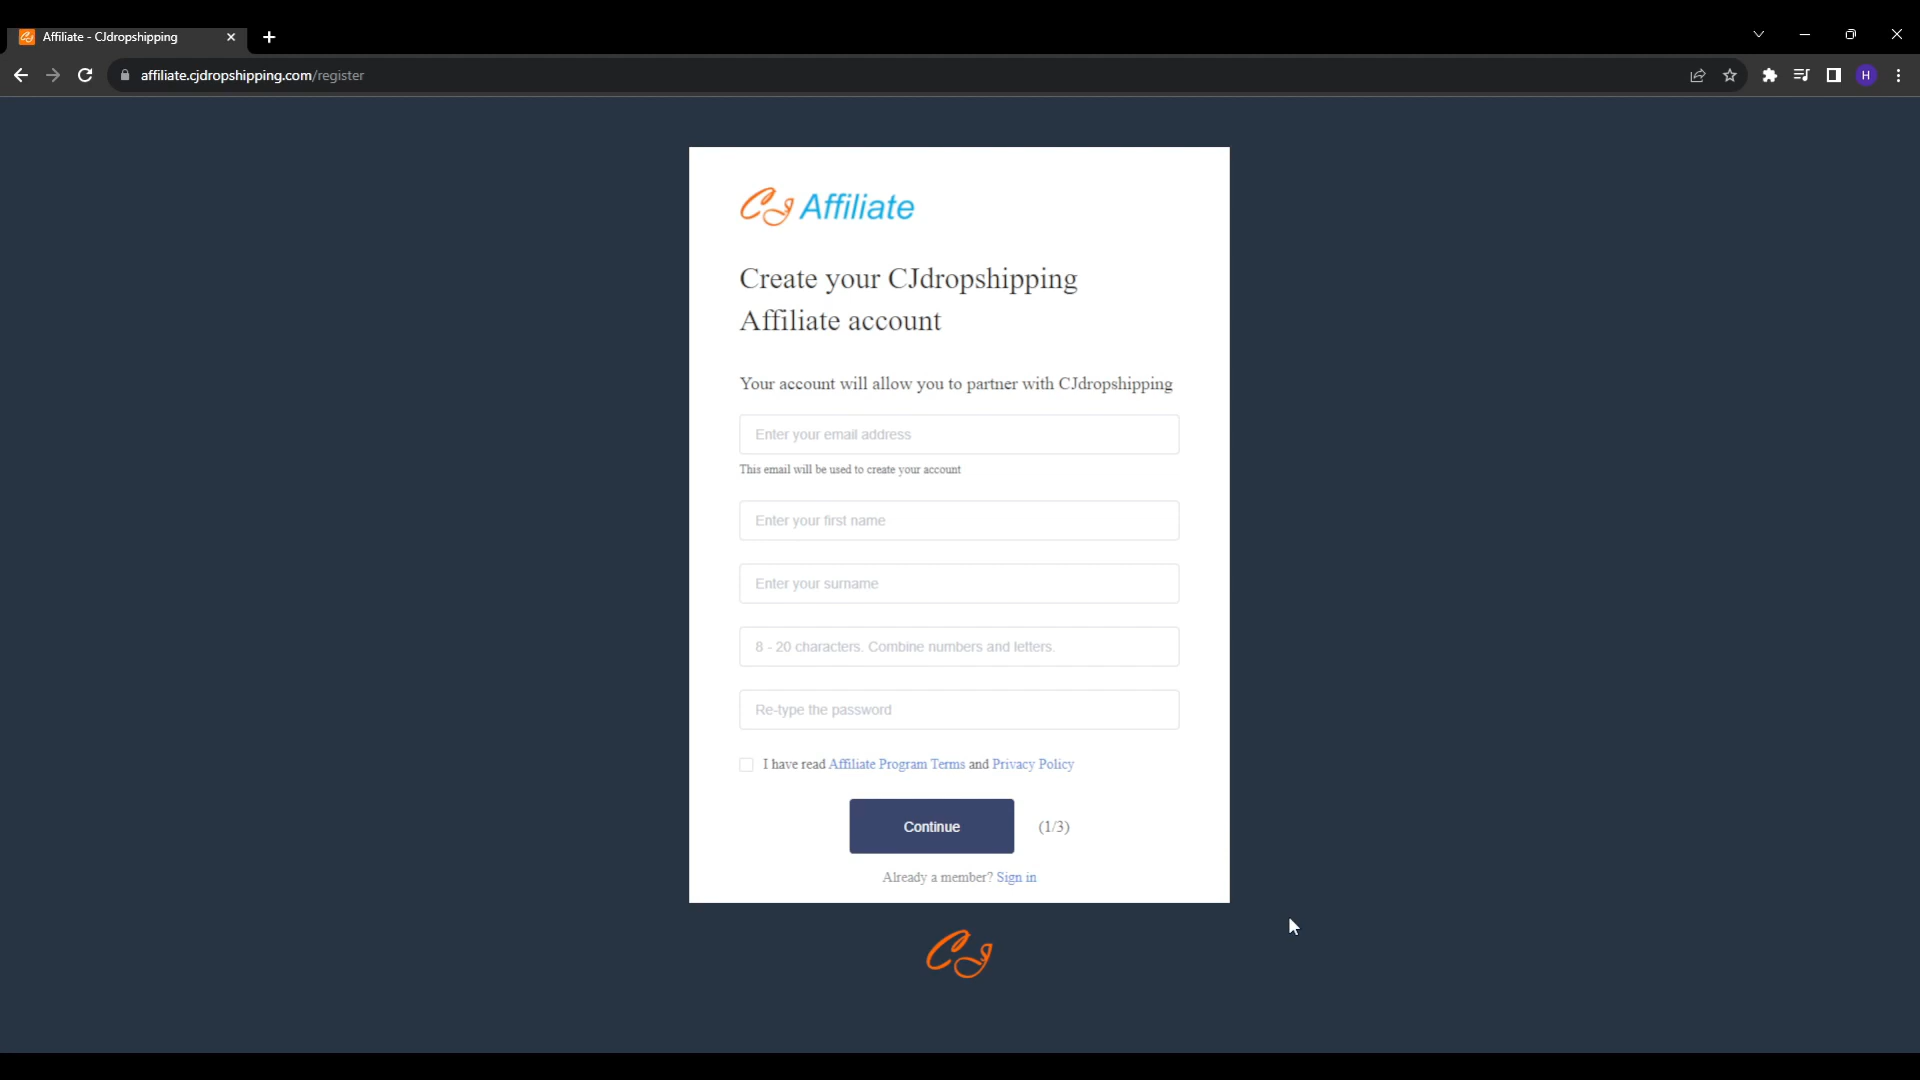 Affiliate - CJdropshipping
affiliate.cjdropshipping.com/register
H
CJ Affiliate
Create your CJdropshipping
Affiliate account
Your account will allow you to partner with CJdropshipping
Enter your email address
This email will be used to create your account
Enter your first name
Enter your surname
8 - 20 characters. Combine numbers and letters.
Re-type the password
I have read Affiliate Program Terms and Privacy Policy
Continue (1/3)
Already a member? Sign in
CJ